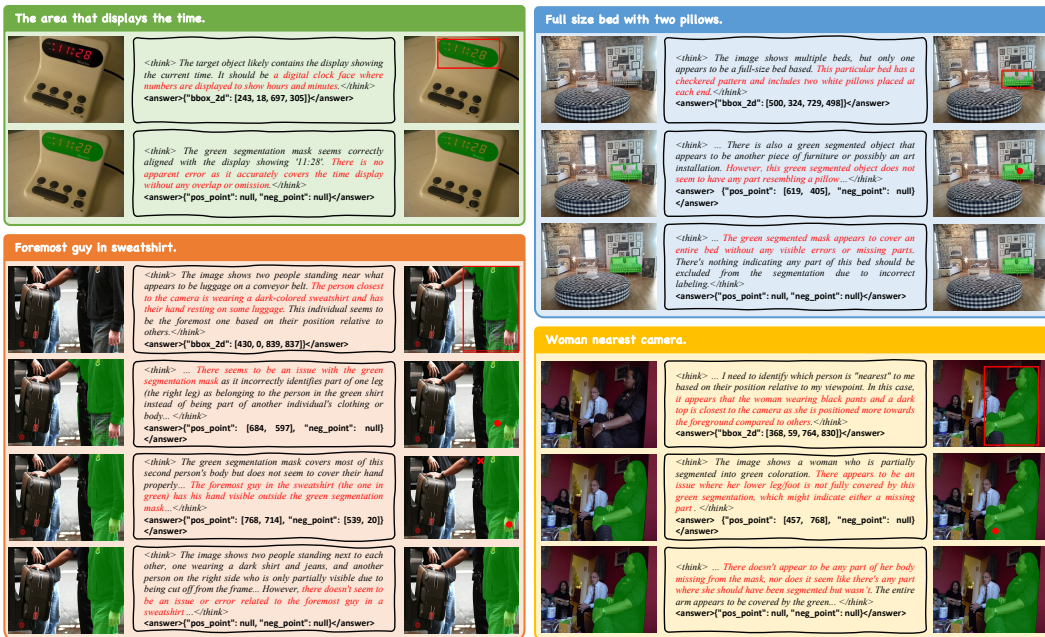 The area that displays the time.
11:28
11:28
<think> The target object likely contains the display showing
the current time. It should be a digital clock face where
numbers are displayed to show hours and minutes.</think>
<answer>{"bbox_2d": [243, 18, 697, 305]}</answer>
11:28
11:28
<think> The green segmentation mask seems correctly
aligned with the display showing '11:28'. There is no
apparent error as it accurately covers the time display
without any overlap or omission.</think>
<answer>{"pos_point": null, "neg_point": null}</answer>
Foremost guy in sweatshirt.
<think> The image shows two people standing near what
appears to be luggage on a conveyor belt. The person closest
to the camera is wearing a dark-colored sweatshirt and has
their hand resting on some luggage. This individual seems to
be the foremost one based on their position relative to
others.</think>
<answer>{"bbox_2d": [430, 0, 839, 837]}</answer>
<think> ... There seems to be an issue with the green
segmentation mask as it incorrectly identifies part of one leg
(the right leg) as belonging to the person in the green shirt
instead of being part of another individual's clothing or
body... </think>
<answer>{"pos_point": [684, 597], "neg_point": null}
</answer>
<think> The green segmentation mask covers most of this
second person's body but does not seem to cover their hand
properly... The foremost guy in the sweatshirt (the one in
green) has his hand visible outside the green segmentation
mask...</think>
<answer>{"pos_point": [768, 714], "neg_point": [539, 20]}
</answer>
<think> The image shows two people standing next to each
other, one wearing a dark shirt and jeans, and another
person on the right side who is only partially visible due to
being cut off from the frame... However, there doesn't seem to
be an issue or error related to the foremost guy in a
sweatshirt ...</think>
<answer>{"pos_point": null, "neg_point": null}</answer>
Full size bed with two pillows.
<think> The image shows multiple beds, but only one
appears to be a full-size bed based. This particular bed has a
checkered pattern and includes two white pillows placed at
each end.</think>
<answer>{"bbox_2d": [500, 324, 729, 498]}</answer>
<think> ... There is also a green segmented object that
appears to be another piece of furniture or possibly an art
installation. However, this green segmented object does not
seem to have any part resembling a pillow...</think>
<answer> {"pos_point": [619, 405], "neg_point": null}
</answer>
<think> ... The green segmented mask appears to cover an
entire bed without any visible errors or missing parts.
There's nothing indicating any part of this bed should be
excluded from the segmentation due to incorrect
labeling.</think>
<answer>{"pos_point": null, "neg_point": null}</answer>
Woman nearest camera.
<think> ... I need to identify which person is "nearest" to me
based on their position relative to my viewpoint. In this case,
it appears that the woman wearing black pants and a dark
top is closest to the camera as she is positioned more towards
the foreground compared to others.</think>
<answer>{"bbox_2d": [368, 59, 764, 830]}</answer>
<think> The image shows a woman who is partially
segmented into green coloration. There appears to be an
issue where her lower leg/foot is not fully covered by this
green segmentation, which might indicate either a missing
part . </think>
<answer> {"pos_point": [457, 768], "neg_point": null}
</answer>
<think> ... There doesn't appear to be any part of her body
missing from the mask, nor does it seem like there's any part
where she should have been segmented but wasn't. The entire
arm appears to be covered by the green... </think>
<answer>{"pos_point": null, "neg_point": null}</answer>